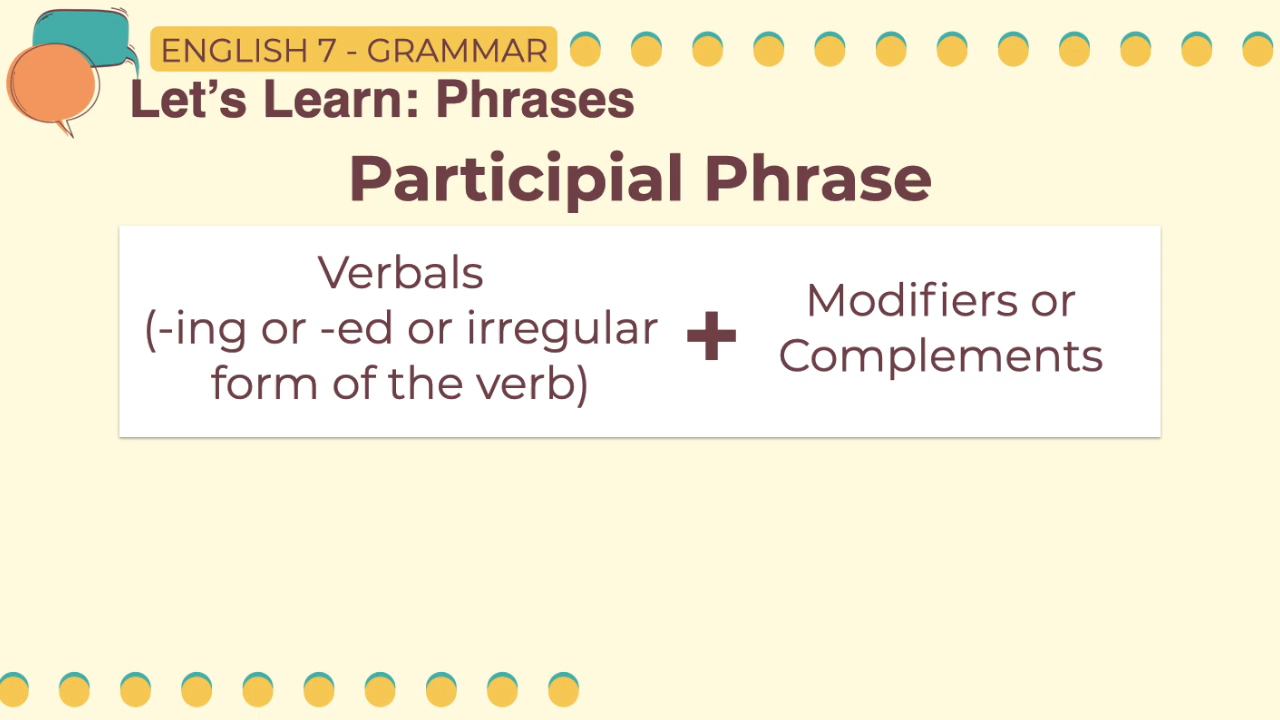 ENGLISH 7 - GRAMMAR
Let’s Learn: Phrases
Participial Phrase
Verbals
(-ing or -ed or irregular
form of the verb)
+
Modifiers or
Complements